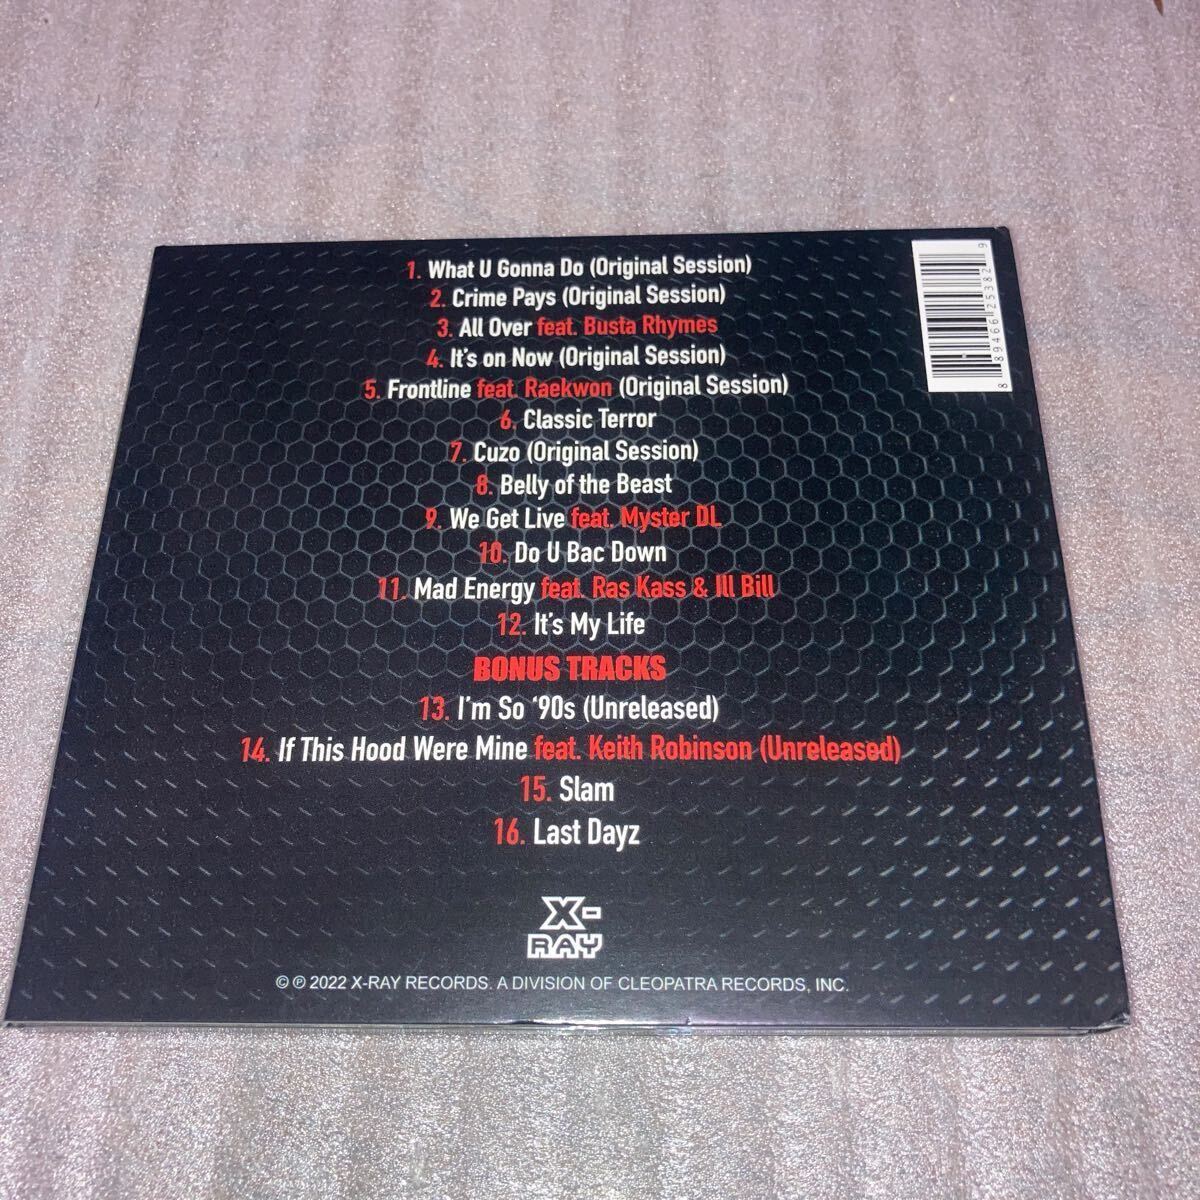 1. What U Gonna Do (Original Session)
2. Crime Pays (Original Session)
3. All Over feat. Busta Rhymes
4. It's on Now (Original Session)
5. Frontline feat. Raekwon (Original Session)
6. Classic Terror
7. Cuzo (Original Session)
8. Belly of the Beast
9. We Get Live feat. Myster DL
10. Do U Bac Down
11. Mad Energy feat. Ras Kass & Ill Bill
12. It's My Life
BONUS TRACKS
13. I'm So '90s (Unreleased)
14. If This Hood Were Mine feat. Keith Robinson (Unreleased)
15. Slam
16. Last Dayz
X-
RAY
© ℗ 2022 X-RAY RECORDS. A DIVISION OF CLEOPATRA RECORDS, INC.
8 89466 25382 9